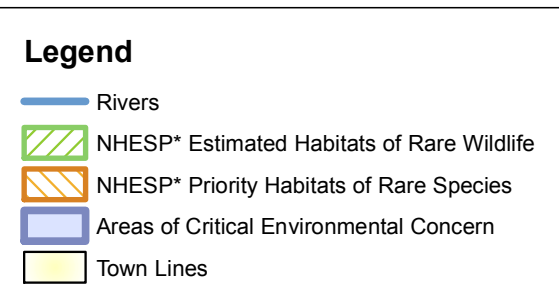 Legend
Rivers
NHESP* Estimated Habitats of Rare Wildlife
NHESP* Priority Habitats of Rare Species
Areas of Critical Environmental Concern
Town Lines